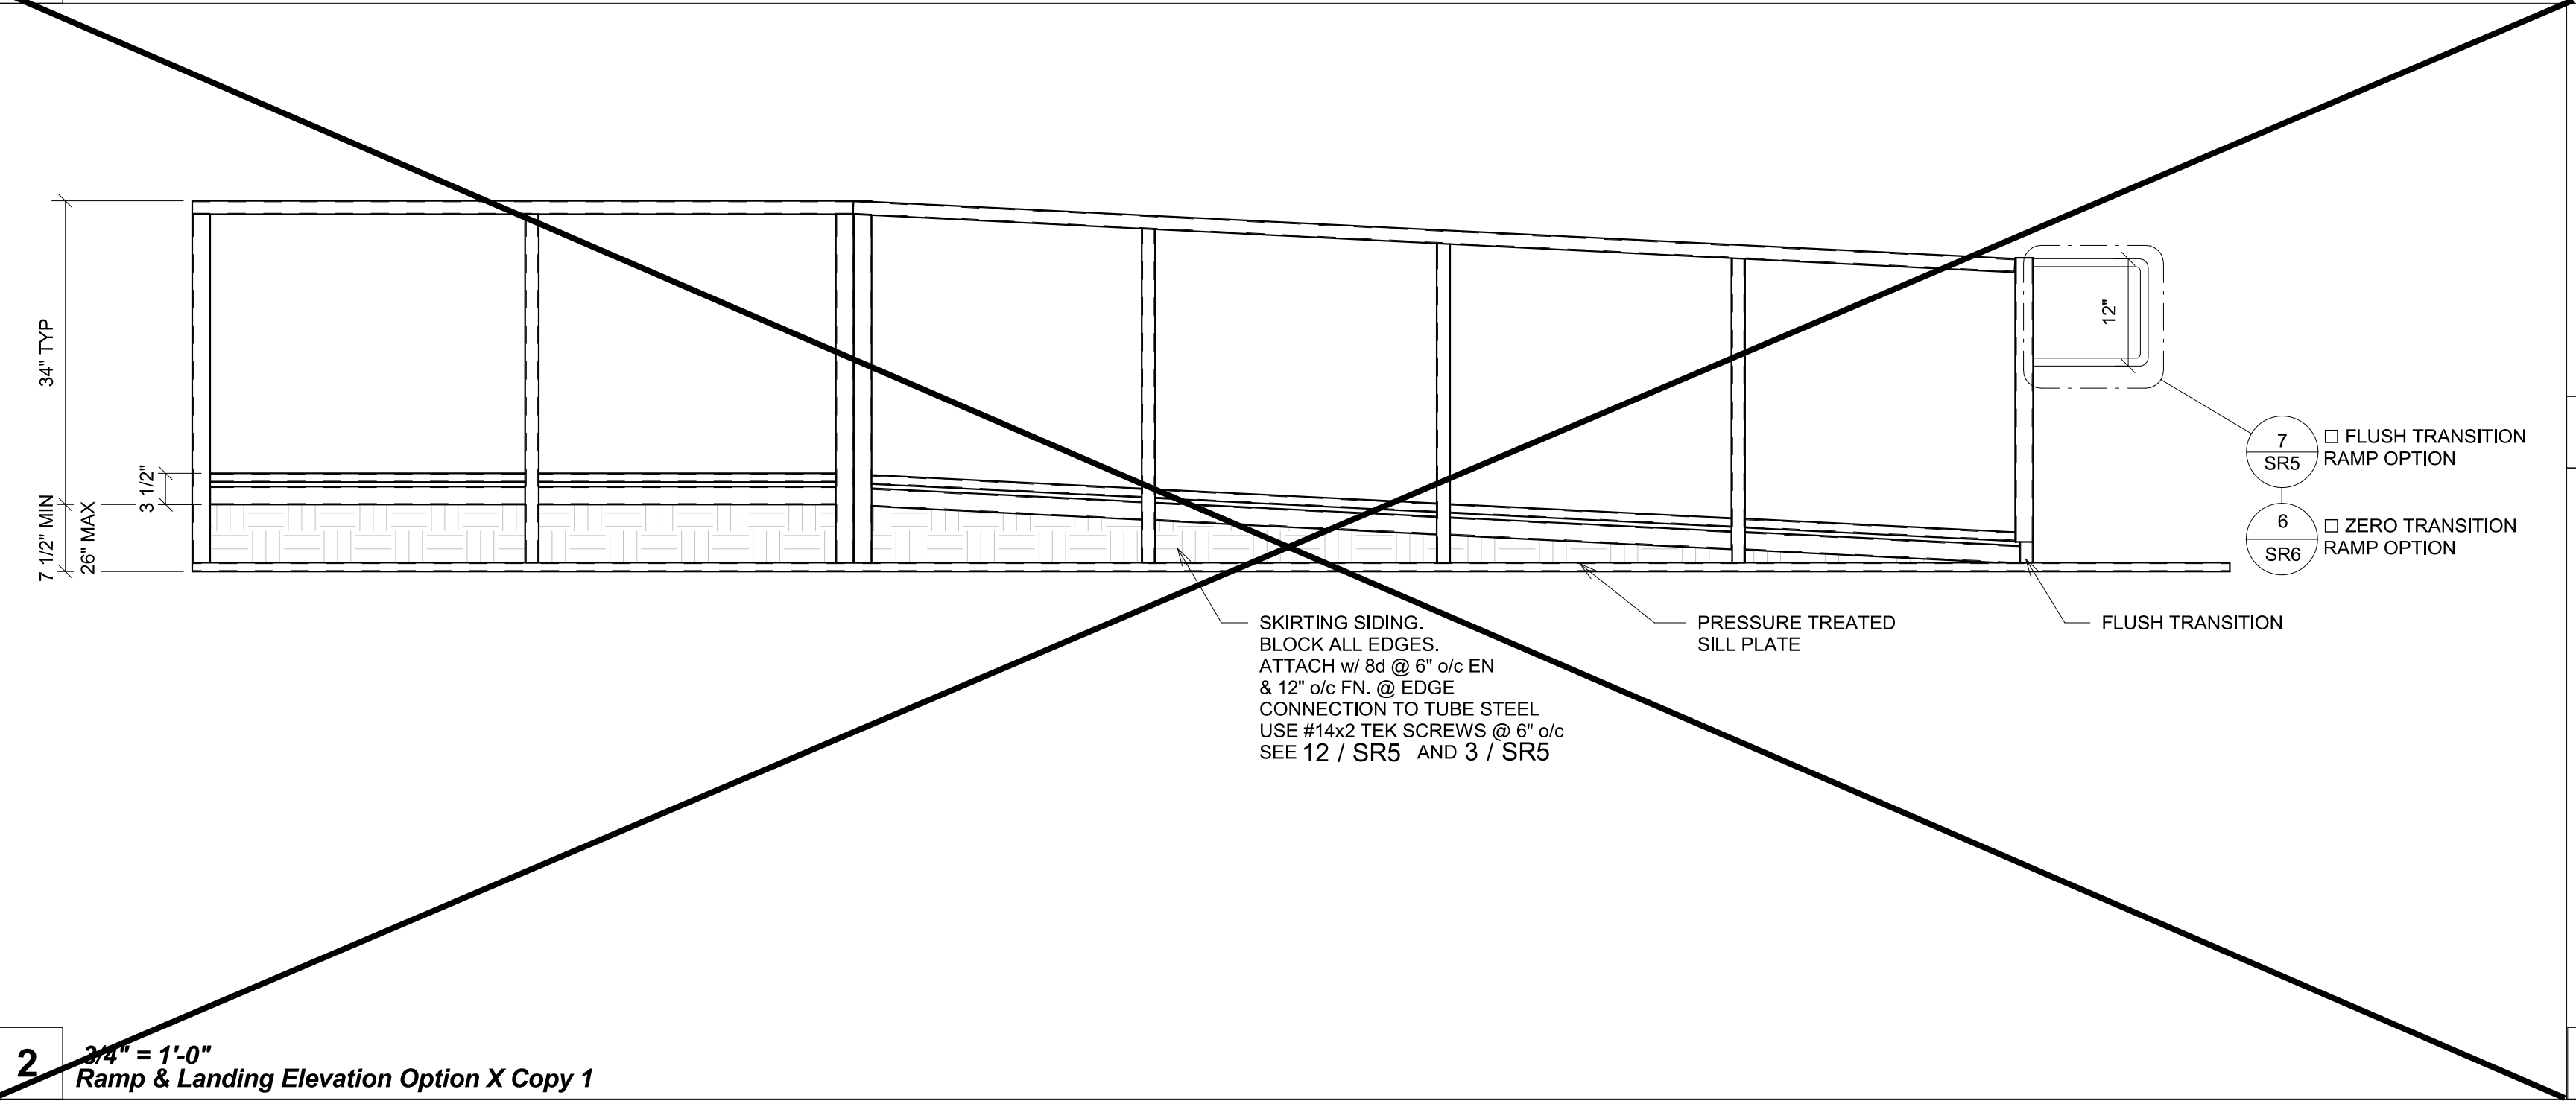 34" TYP
7 1/2" MIN
26" MAX
3 1/2"
12"
7
SR5
□ FLUSH TRANSITION
RAMP OPTION
6
SR6
□ ZERO TRANSITION
RAMP OPTION
SKIRTING SIDING.
BLOCK ALL EDGES.
ATTACH w/ 8d @ 6" o/c EN
& 12" o/c FN. @ EDGE
CONNECTION TO TUBE STEEL
USE #14x2 TEK SCREWS @ 6" o/c
SEE 12 / SR5 AND 3 / SR5
PRESSURE TREATED
SILL PLATE
FLUSH TRANSITION
2
3/4" = 1'-0"
Ramp & Landing Elevation Option X Copy 1